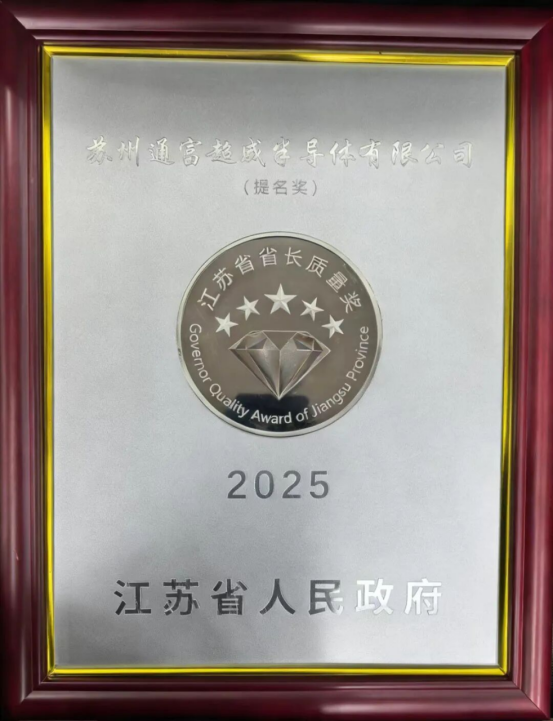 苏州通富超威半导体有限公司
（提名奖）
江苏省省长质量奖
Governor Quality Award of Jiangsu Province
2025
江苏省人民政府